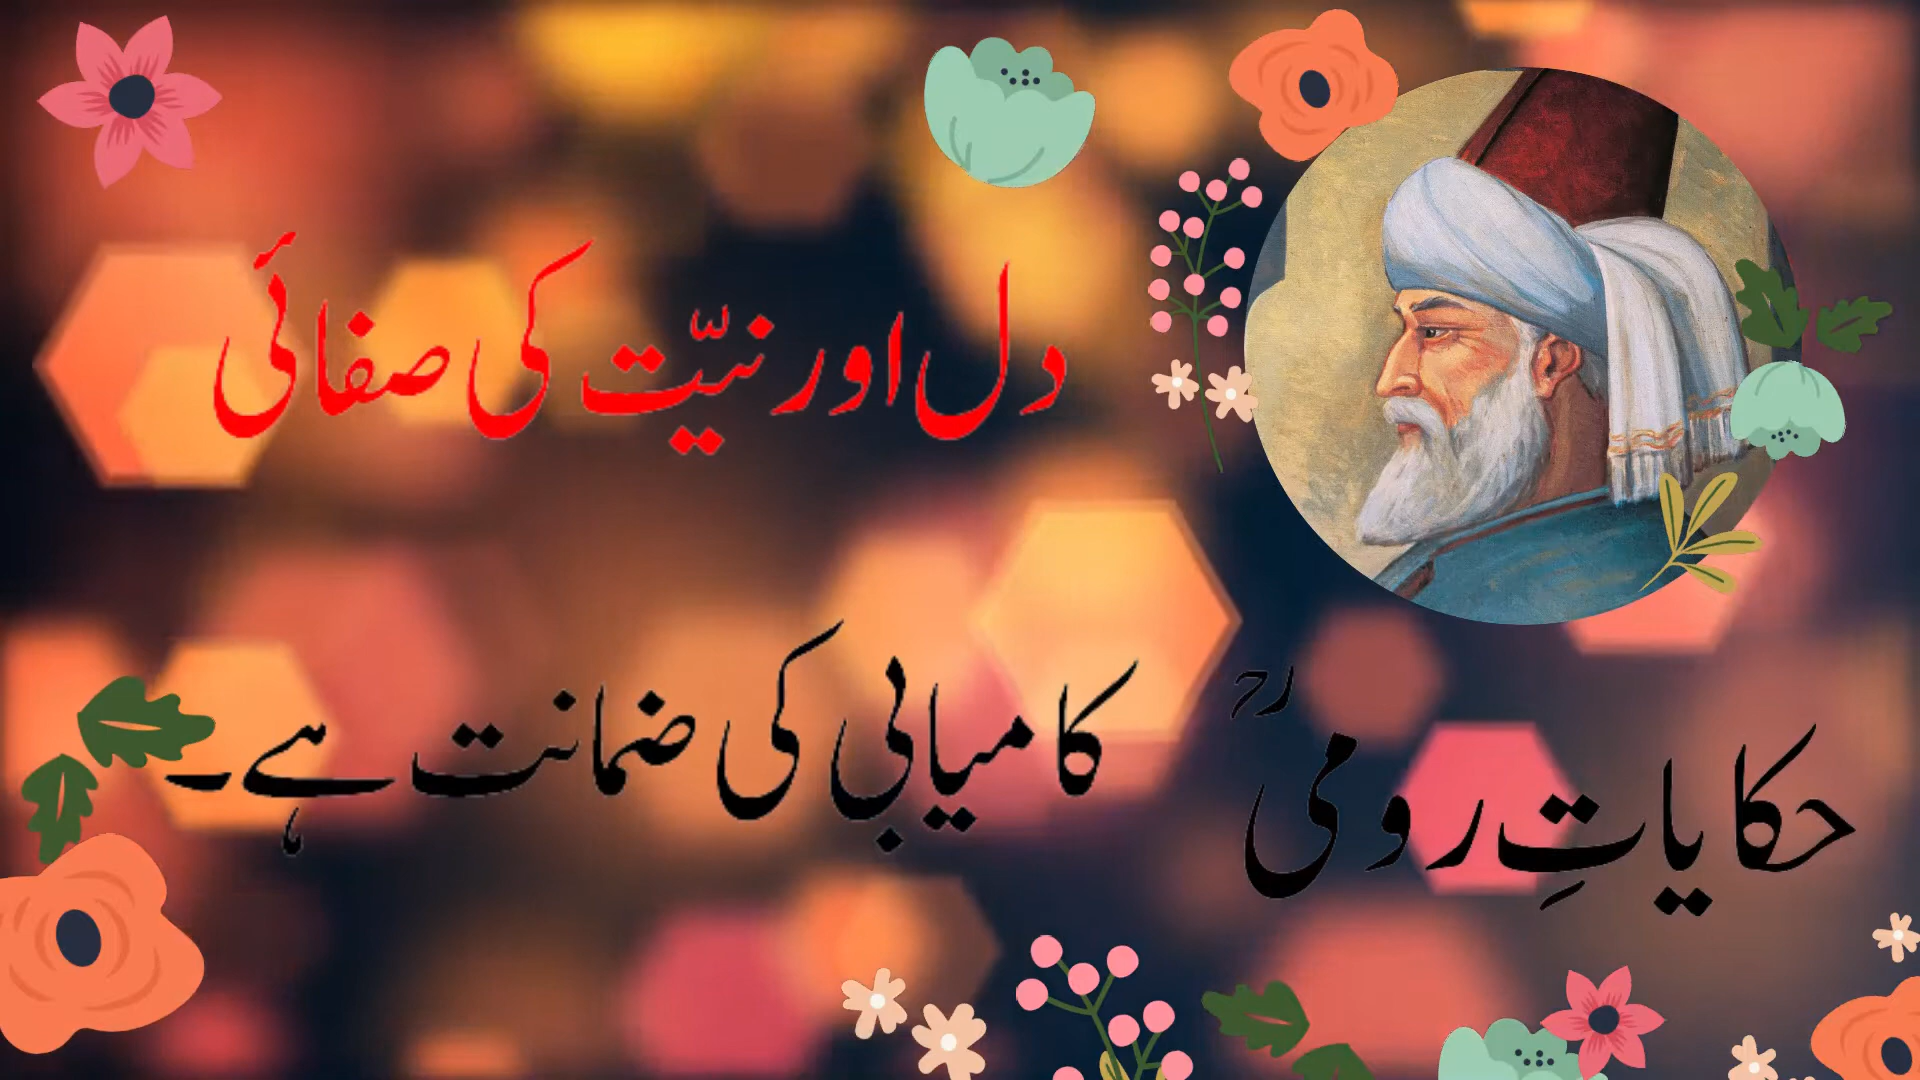 دل اور نیّت کی صفائی
کامیابی کی ضمانت ہے۔
حکایاتِ رومیؒ